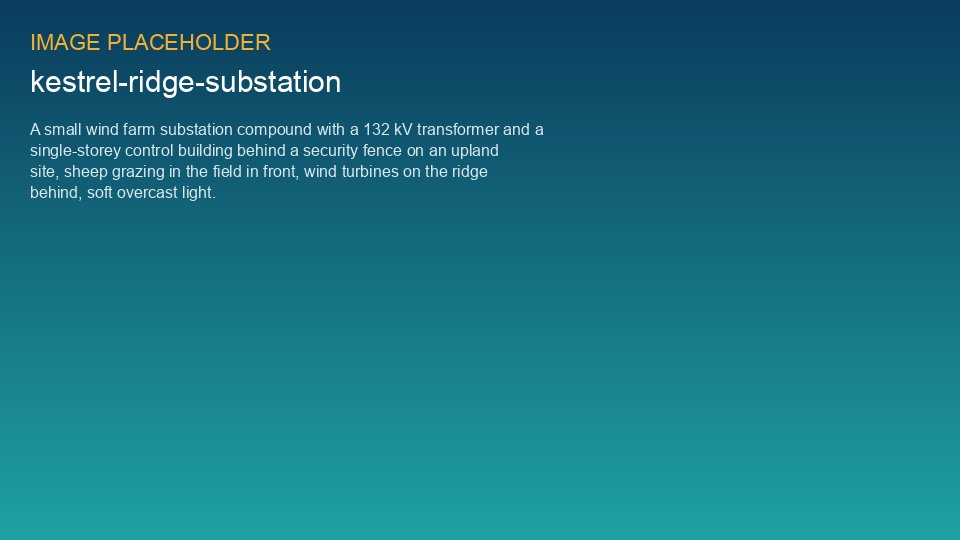 IMAGE PLACEHOLDER
kestrel-ridge-substation
A small wind farm substation compound with a 132 kV transformer and a
single-storey control building behind a security fence on an upland
site, sheep grazing in the field in front, wind turbines on the ridge
behind, soft overcast light.